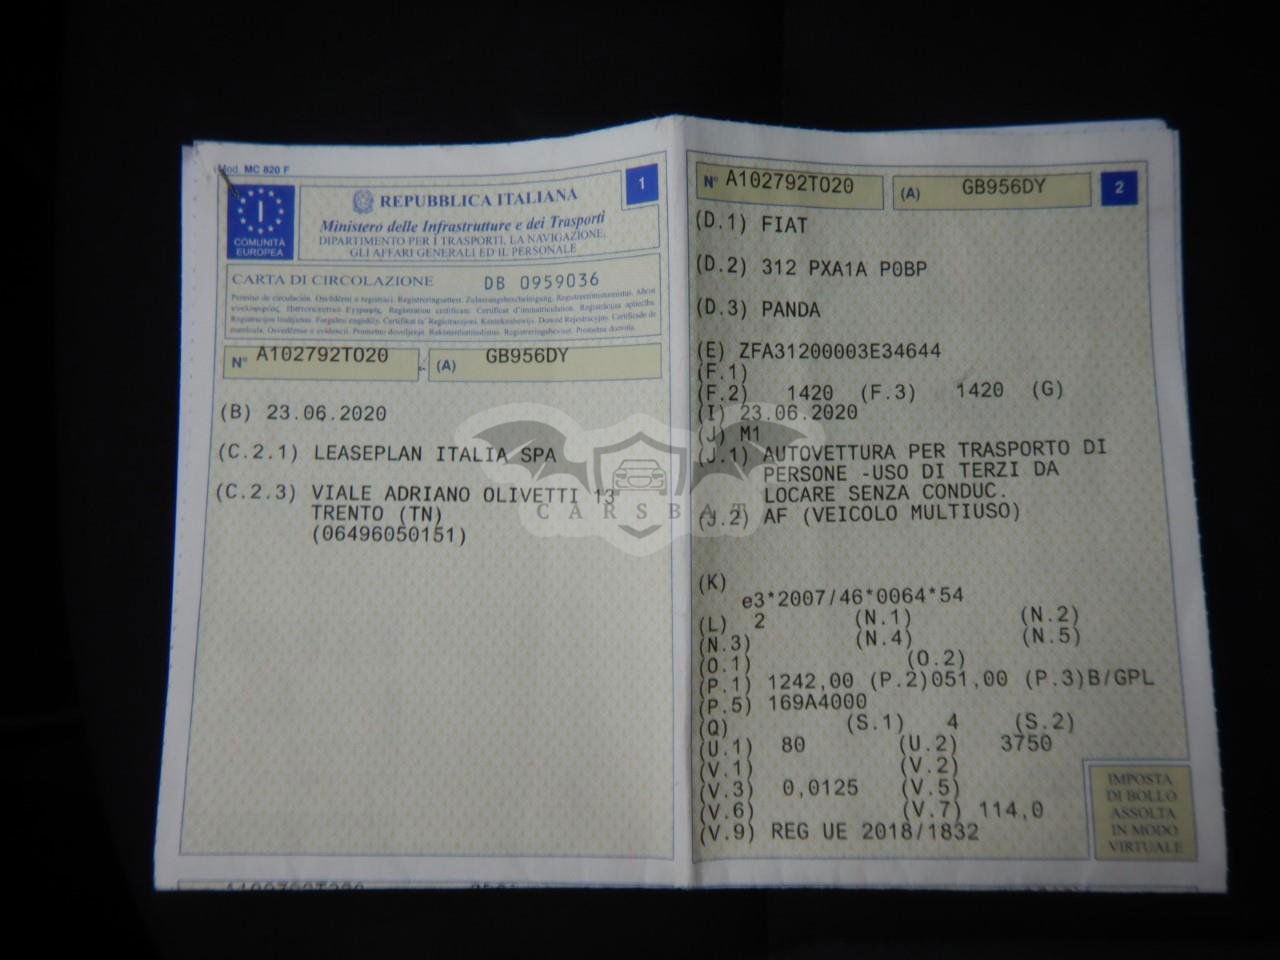 Mod. MC 820 F
COMUNITÀ
EUROPEA
I
REPUBBLICA ITALIANA
Ministero delle Infrastrutture e dei Trasporti
DIPARTIMENTO PER I TRASPORTI, LA NAVIGAZIONE,
GLI AFFARI GENERALI ED IL PERSONALE
1
CARTA DI CIRCOLAZIONE DB 0959036
N° A102792TO20 (A) GB956DY
(B) 23.06.2020
(C.2.1) LEASEPLAN ITALIA SPA
(C.2.3) VIALE ADRIANO OLIVETTI 13
TRENTO (TN)
(06496050151)
N° A102792TO20 (A) GB956DY 2
(D.1) FIAT
(D.2) 312 PXA1A P0BP
(D.3) PANDA
(E) ZFA31200003E34644
(F.1)
(F.2) 1420 (F.3) 1420 (G)
(I) 23.06.2020
(J) M1
(J.1) AUTOVETTURA PER TRASPORTO DI
PERSONE -USO DI TERZI DA
LOCARE SENZA CONDUC.
(J.2) AF (VEICOLO MULTIUSO)
(K)
e3*2007/46*0064*54
(L) 2 (N.1) (N.2)
(N.3) (N.4) (N.5)
(O.1) (O.2)
(P.1) 1242,00 (P.2)051,00 (P.3)B/GPL
(P.5) 169A4000
(Q) (S.1) 4 (S.2)
(U.1) 80 (U.2) 3750
(V.1) (V.2)
(V.3) 0,0125 (V.5)
(V.6) (V.7) 114,0
(V.9) REG UE 2018/1832
IMPOSTA
DI BOLLO
ASSOLTA
IN MODO
VIRTUALE
CARSBAT